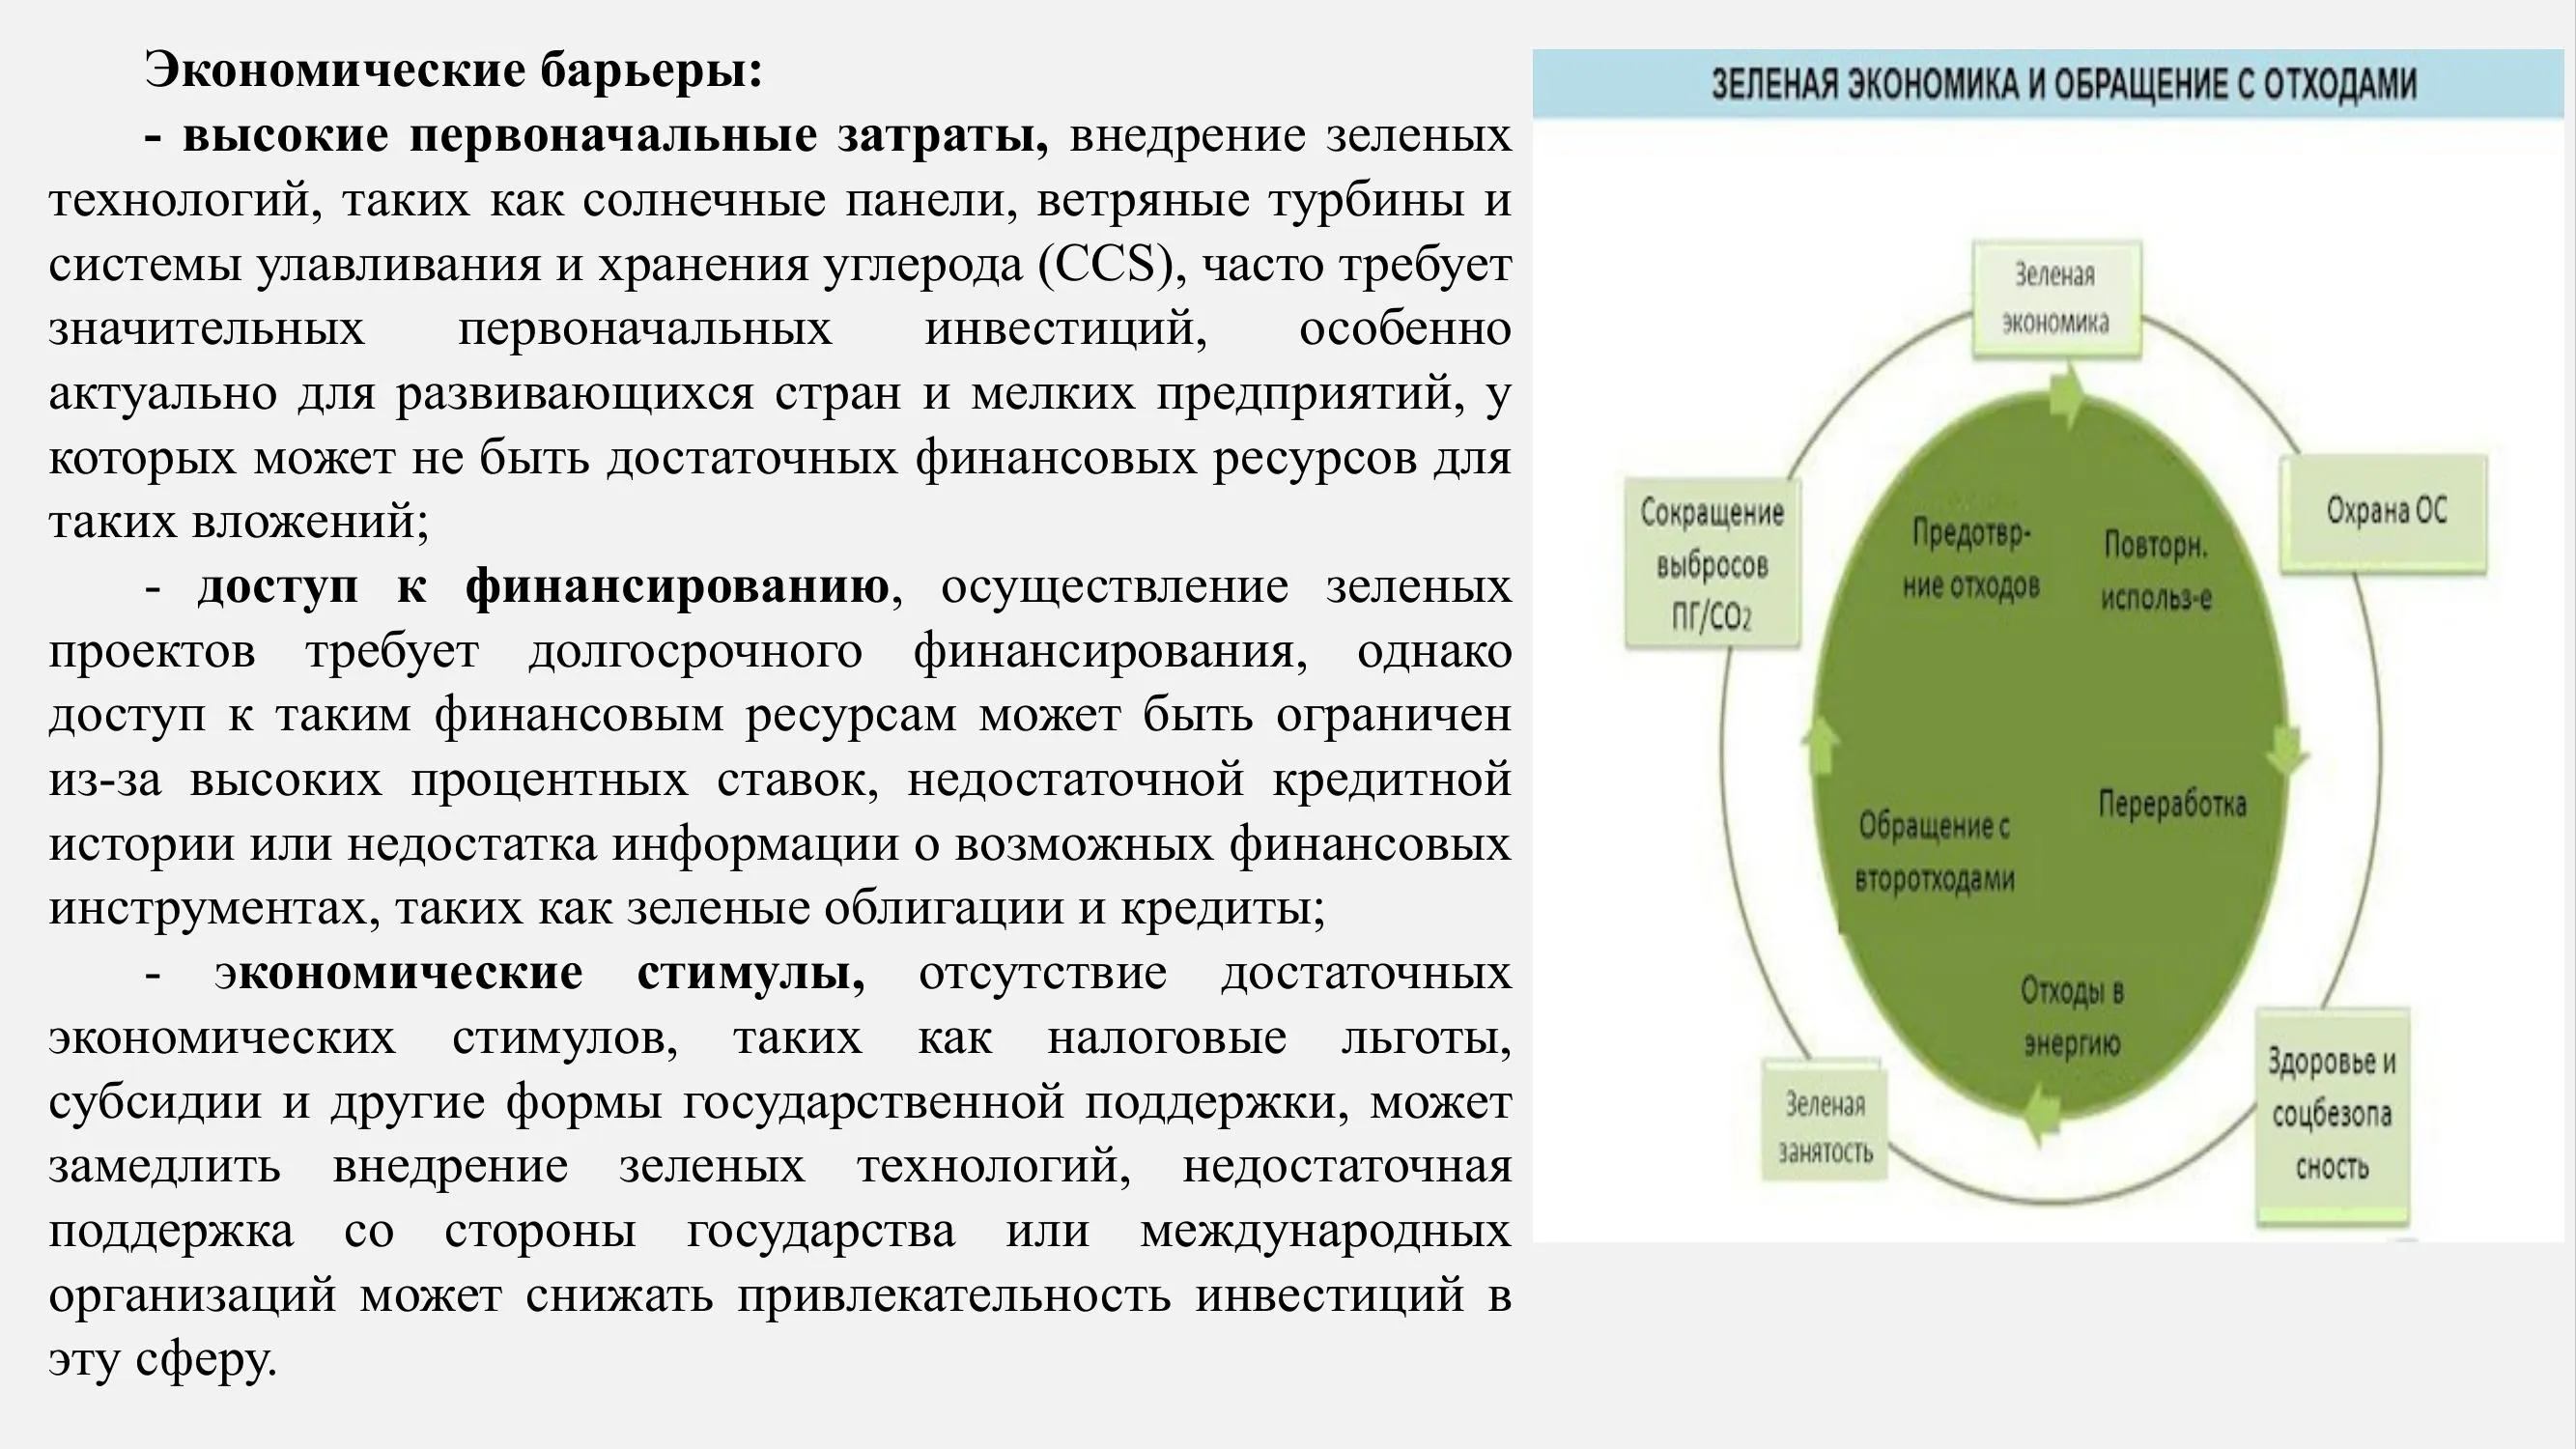 Экономические барьеры:
- высокие первоначальные затраты, внедрение зеленых
технологий, таких как солнечные панели, ветряные турбины и
системы улавливания и хранения углерода (CCS), часто требует
значительных первоначальных инвестиций, особенно
актуально для развивающихся стран и мелких предприятий, у
которых может не быть достаточных финансовых ресурсов для
таких вложений;
- доступ к финансированию, осуществление зеленых
проектов требует долгосрочного финансирования, однако
доступ к таким финансовым ресурсам может быть ограничен
из-за высоких процентных ставок, недостаточной кредитной
истории или недостатка информации о возможных финансовых
инструментах, таких как зеленые облигации и кредиты;
- экономические стимулы, отсутствие достаточных
экономических стимулов, таких как налоговые льготы,
субсидии и другие формы государственной поддержки, может
замедлить внедрение зеленых технологий, недостаточная
поддержка со стороны государства или международных
организаций может снижать привлекательность инвестиций в
эту сферу.
ЗЕЛЕНАЯ ЭКОНОМИКА И ОБРАЩЕНИЕ С ОТХОДАМИ
Зеленая
экономика
Охрана ОС
Здоровье и
соцбезопа
сность
Зеленая
занятость
Сокращение
выбросов
ПГ/СО2
Предотвр-
ние отходов
Повторн.
использ-е
Переработка
Отходы в
энергию
Обращение с
второтходами